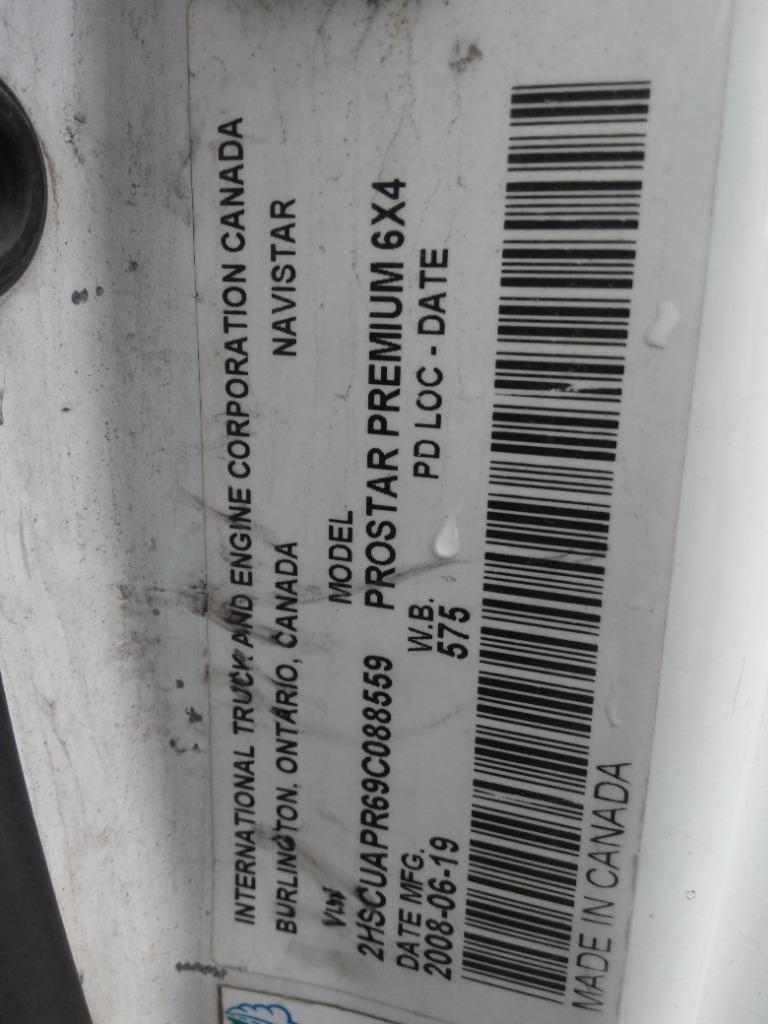 INTERNATIONAL TRUCK AND ENGINE CORPORATION CANADA
BURLINGTON, ONTARIO, CANADA NAVISTAR
VIN MODEL
2HSCUAPR69C088559 PROSTAR PREMIUM 6X4
DATE MFG. W.B. PD LOC - DATE
2008-06-19 575
MADE IN CANADA